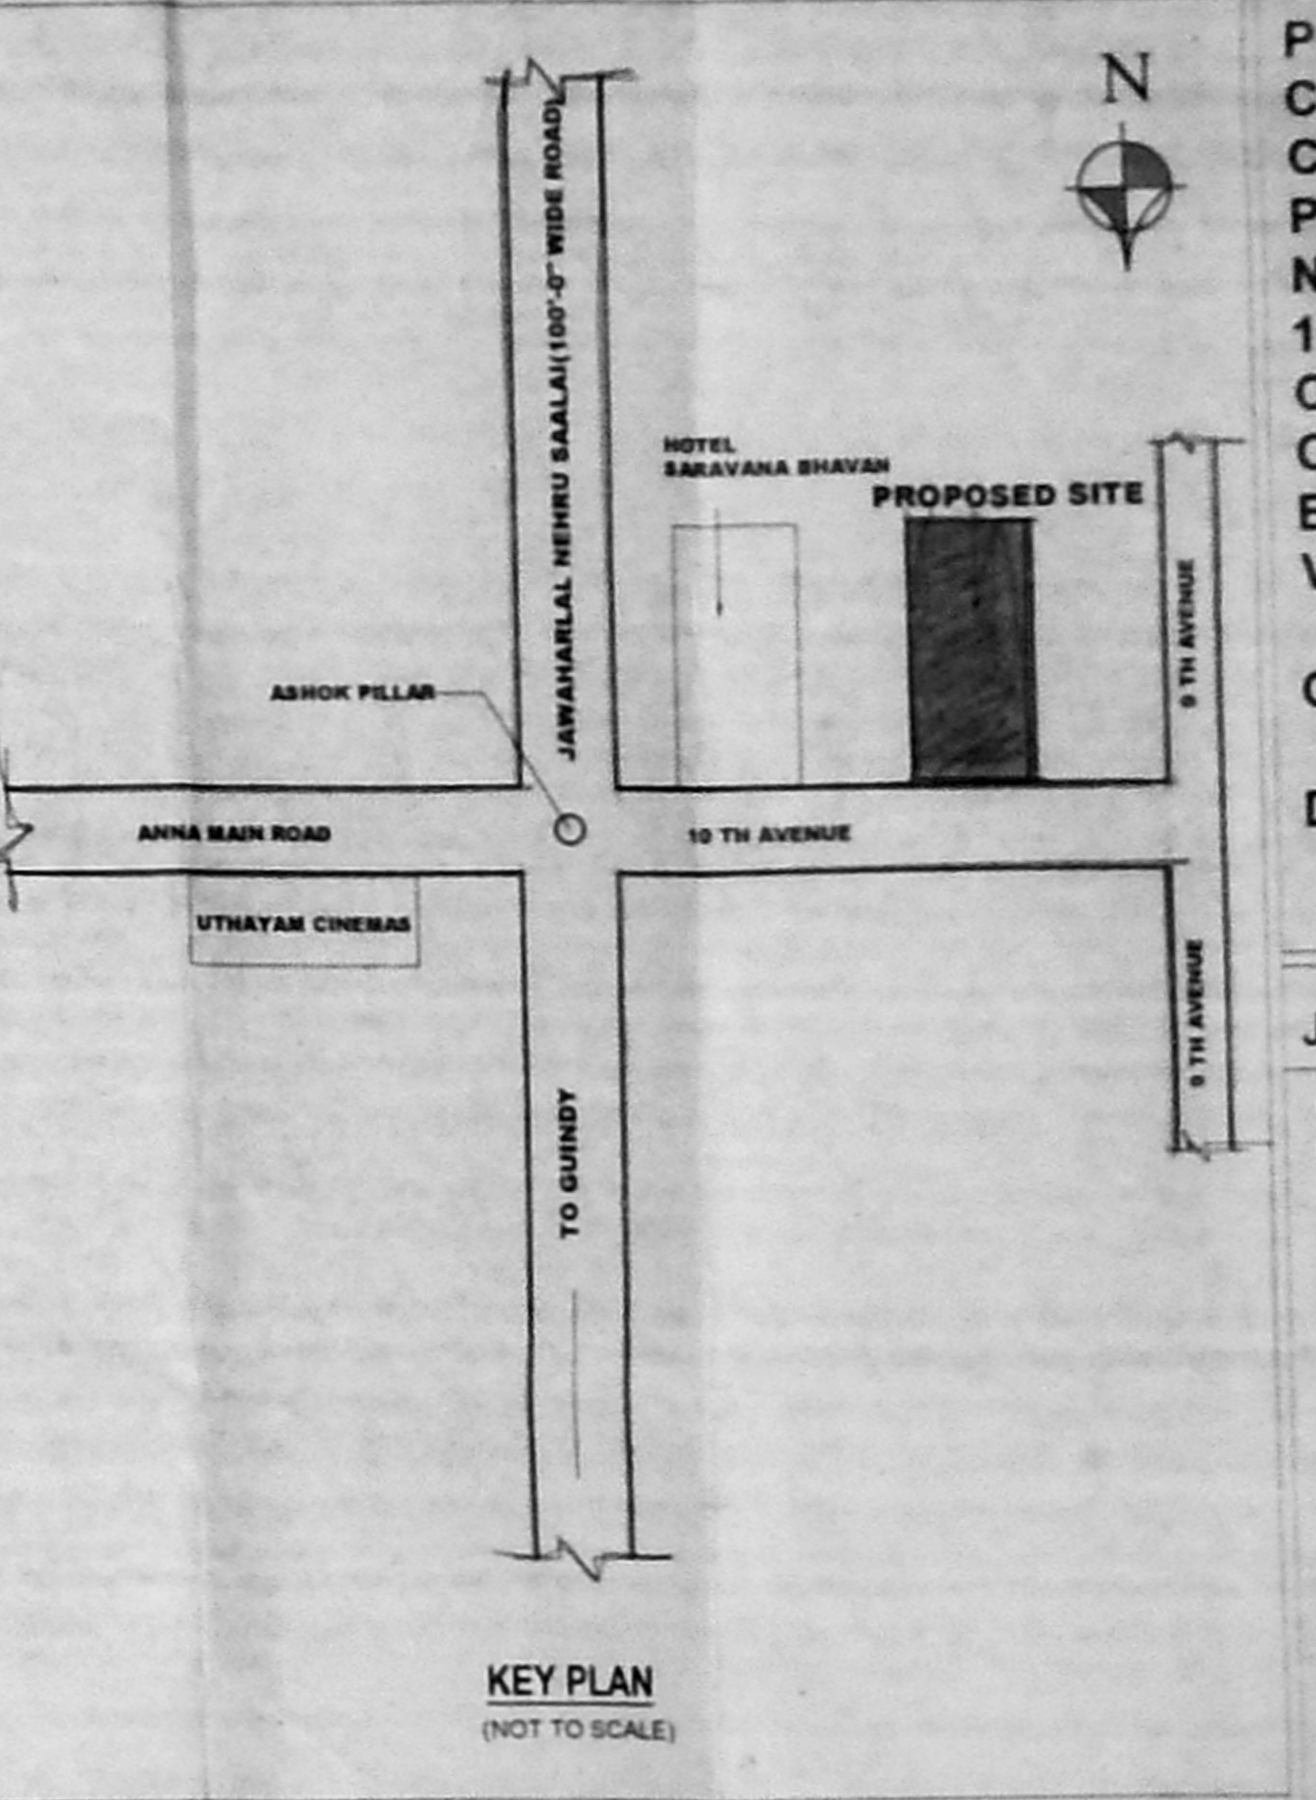 N
JAWAHARLAL NEHRU SAALAI(100'-0" WIDE ROAD)
HOTEL
SARAVANA BHAVAN
PROPOSED SITE
9 TH AVENUE
ASHOK PILLAR
ANNA MAIN ROAD
10 TH AVENUE
UTHAYAM CINEMAS
9 TH AVENUE
TO GUINDY
KEY PLAN
(NOT TO SCALE)